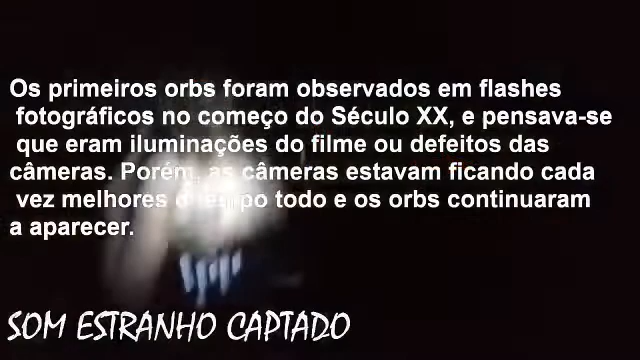 Os primeiros orbs foram observados em flashes
fotográficos no começo do Século XX, e pensava-se
que eram iluminações do filme ou defeitos das
câmeras. Porém, as câmeras estavam ficando cada
vez melhores o tempo todo e os orbs continuaram
a aparecer.
SOM ESTRANHO CAPTADO